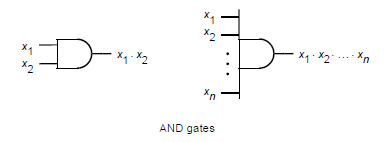 x1
x2
x1 · x2
x1
x2
xn
x1 · x2 · .... · xn
AND gates